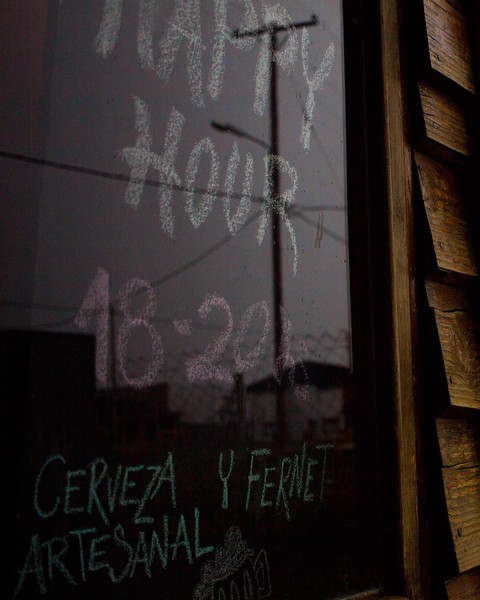 HAPPY
HOUR
18-20h
CERVEZA Y FERNET
ARTESANAL